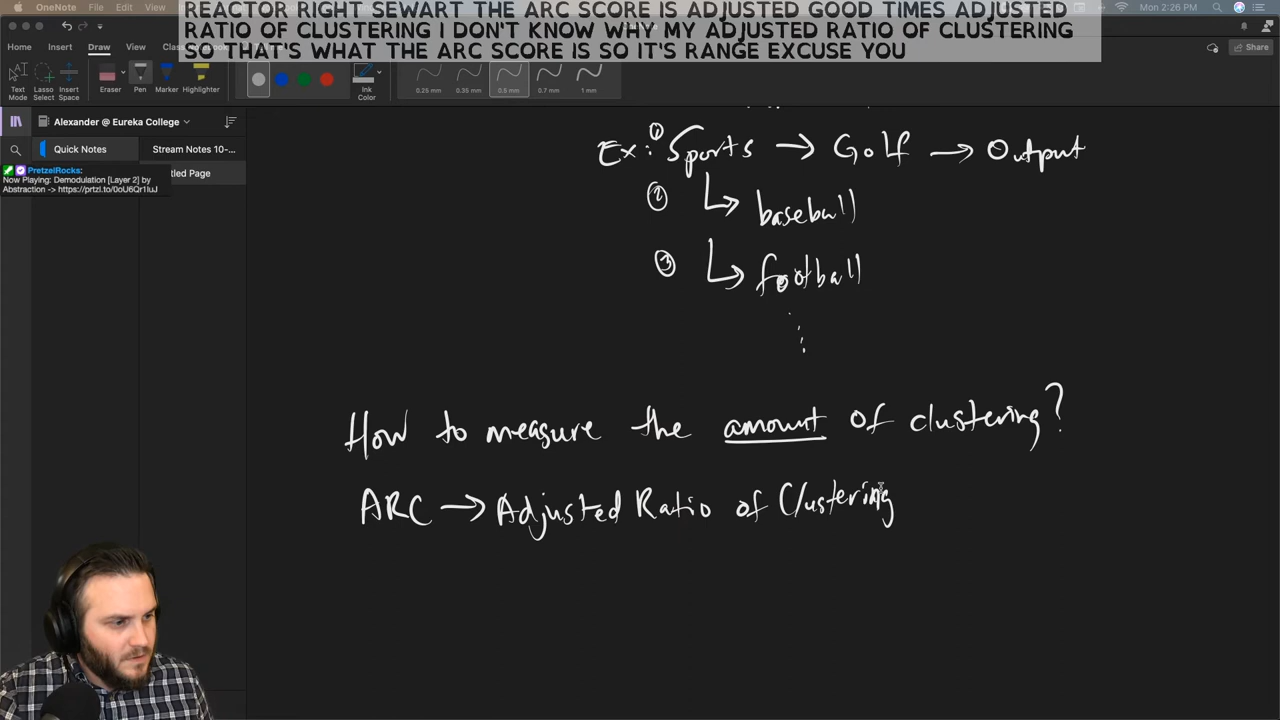 REACTOR RIGHT SEWART THE ARC SCORE IS ADJUSTED GOOD TIMES ADJUSTED
RATIO OF CLUSTERING I DON'T KNOW WHY MY ADJUSTED RATIO OF CLUSTERING
SO THAT'S WHAT THE ARC SCORE IS SO IT'S RANGE EXCUSE YOU
OneNote File Edit View Mon 2:26 PM
Home Insert Draw View Share
Text Mode Lasso Select Insert Space Eraser Pen Marker Highlighter Ink Color 0.25 mm 0.35 mm 0.5 mm 0.7 mm 1 mm
Alexander @ Eureka College
Quick Notes Stream Notes 10-...
PretzelRocks: led Page
Now Playing: Demodulation [Layer 2] by
Abstraction ->
Ex: ① Sports → Golf → Output
② baseball
③ football
How to measure the amount of clustering?
ARC → Adjusted Ratio of Clustering